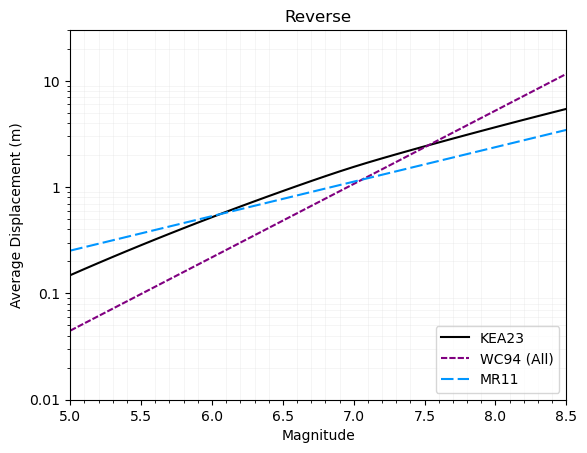 Reverse
Average Displacement (m)
10
1
0.1
0.01
KEA23
WC94 (All)
MR11
5.0 5.5 6.0 6.5 7.0 7.5 8.0 8.5
Magnitude